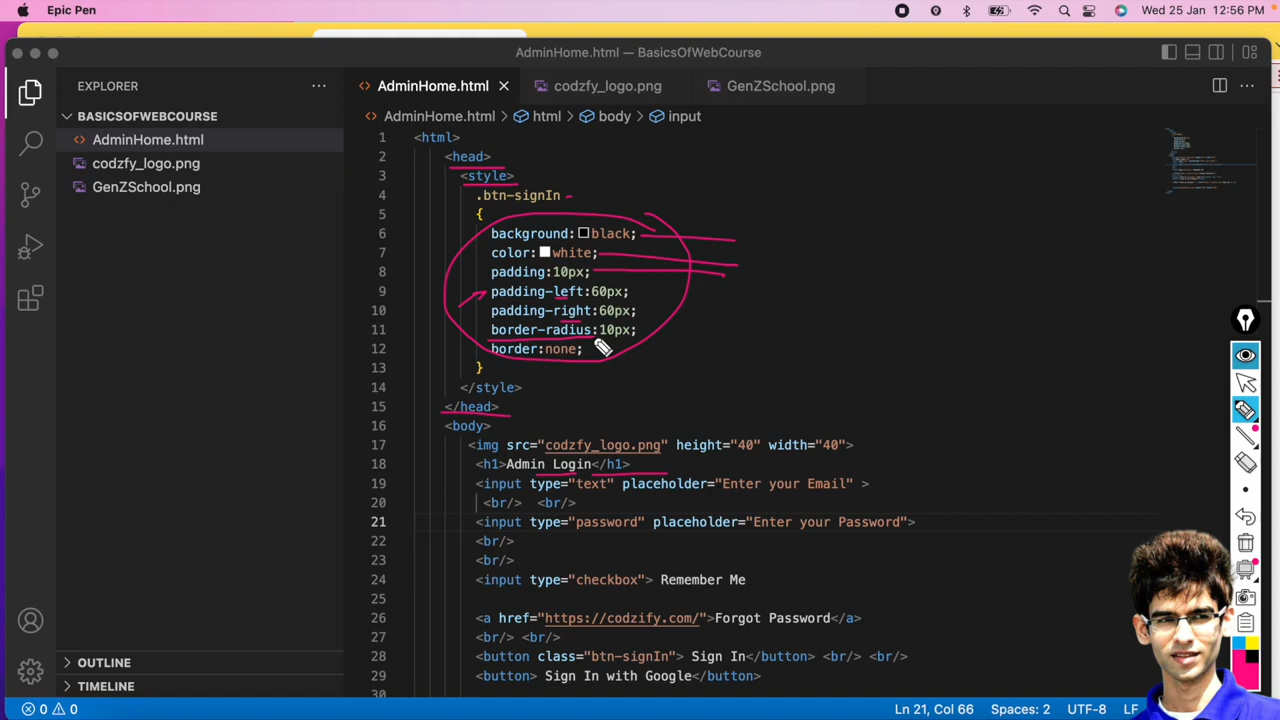 Epic Pen
Wed 25 Jan 12:56 PM
AdminHome.html — BasicsOfWebCourse
EXPLORER
BASICSOFWEBCOURSE
AdminHome.html
codzfy_logo.png
GenZSchool.png
OUTLINE
TIMELINE
AdminHome.html
codzfy_logo.png
GenZSchool.png
AdminHome.html > html > body > input
1 <html>
2 <head>
3 <style>
4 .btn-signIn
5 {
6 background: black;
7 color: white;
8 padding:10px;
9 padding-left:60px;
10 padding-right:60px;
11 border-radius:10px;
12 border:none;
13 }
14 </style>
15 </head>
16 <body>
17 <img src="codzfy_logo.png" height="40" width="40">
18 <h1>Admin Login</h1>
19 <input type="text" placeholder="Enter your Email" >
20 <br/> <br/>
21 <input type="password" placeholder="Enter your Password">
22 <br/>
23 <br/>
24 <input type="checkbox"> Remember Me
25
26 <a href="https://codzify.com/">Forgot Password</a>
27 <br/> <br/>
28 <button class="btn-signIn"> Sign In</button> <br/> <br/>
29 <button> Sign In with Google</button>
30
0 0
Ln 21, Col 66
Spaces: 2
UTF-8
LF